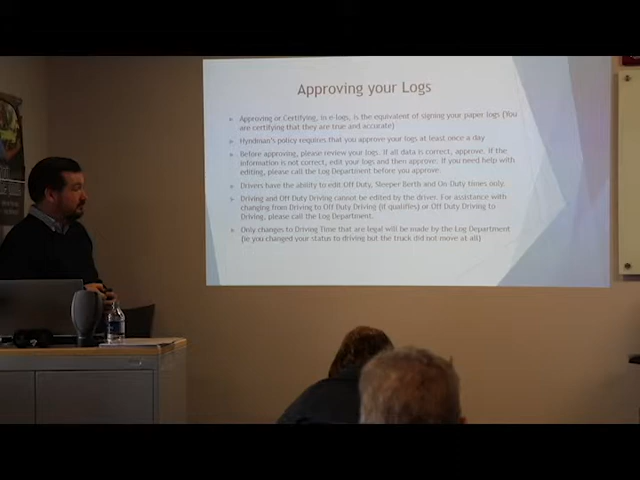 Approving your Logs
Approving or Certifying, in e-logs, is the equivalent of signing your paper logs (You
are certifying that they are true and accurate)
Hyndman's policy requires that you approve your logs at least once a day
Before approving, please review your logs. If all data is correct, approve. If the
information is not correct, edit your logs and then approve. If you need help with
editing, please call the Log Department before you approve.
Drivers have the ability to edit Off Duty, Sleeper Berth and On Duty times only.
Driving and Off Duty Driving cannot be edited by the driver. For assistance with
changing from Driving to Off Duty Driving (if qualifies) or Off Duty Driving to
Driving, please call the Log Department.
Only changes to Driving Time that are legal will be made by the Log Department
(ie you changed your status to driving but the truck did not move at all)